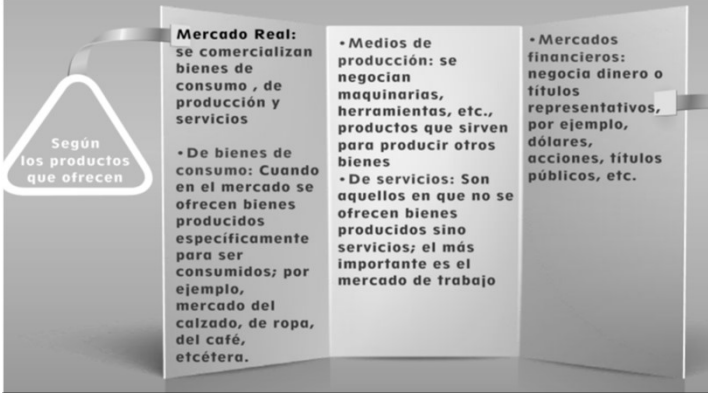 Según
los productos
que ofrecen
Mercado Real:
se comercializan
bienes de
consumo , de
producción y
servicios
•De bienes de
consumo: Cuando
en el mercado se
ofrecen bienes
producidos
específicamente
para ser
consumidos; por
ejemplo,
mercado del
calzado, de ropa,
del café,
etcétera.
•Medios de
producción: se
negocian
maquinarias,
herramientas, etc.,
productos que sirven
para producir otros
bienes
•De servicios: Son
aquellos en que no se
ofrecen bienes
producidos sino
servicios; el más
importante es el
mercado de trabajo
•Mercados
financieros:
negocia dinero o
títulos
representativos,
por ejemplo,
dólares,
acciones, títulos
públicos, etc.